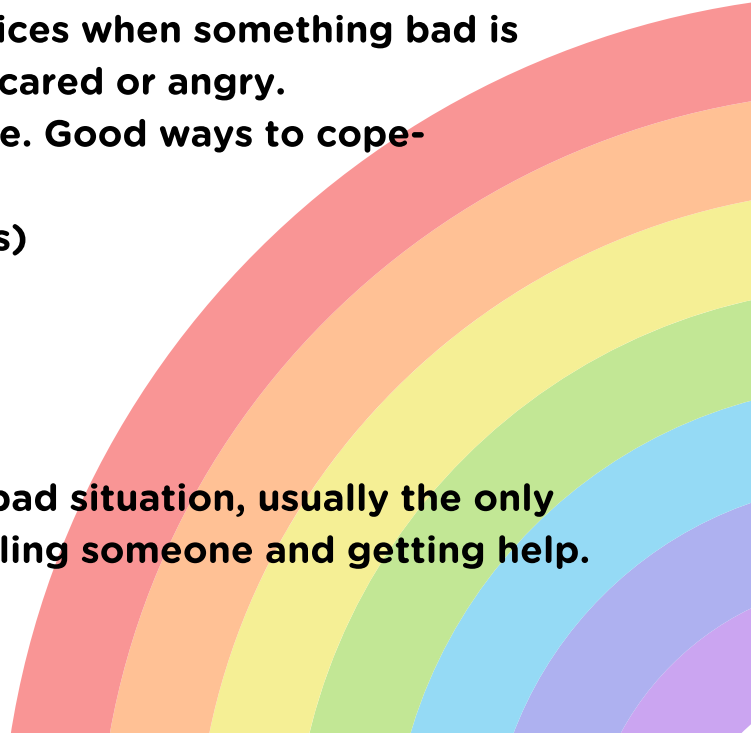 ices when something bad is
cared or angry.
e. Good ways to cope-
s)
bad situation, usually the only
ling someone and getting help.